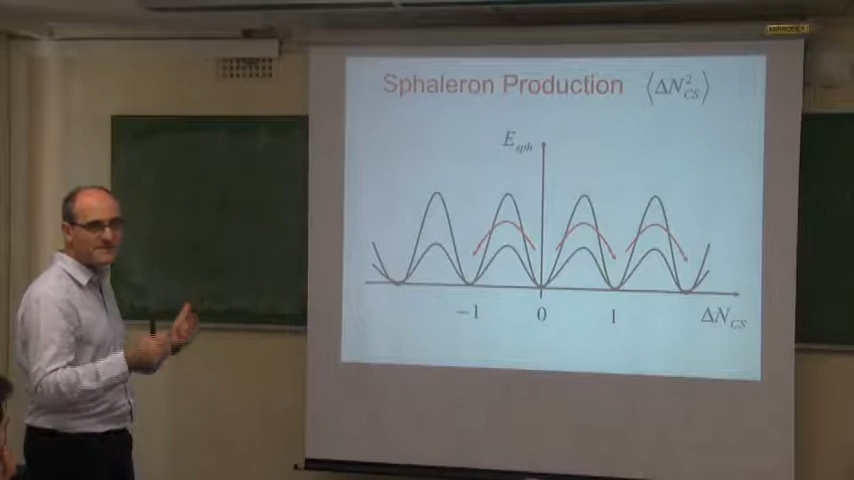 Sphaleron Production ⟨ΔN²_CS⟩
E_sph
-1 0 1 ΔN_CS